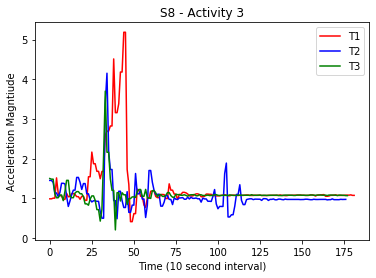 S8 - Activity 3
T1
T2
T3
Acceleration Magntiude
5
4
3
2
1
0
0
25
50
75
100
125
150
175
Time (10 second interval)